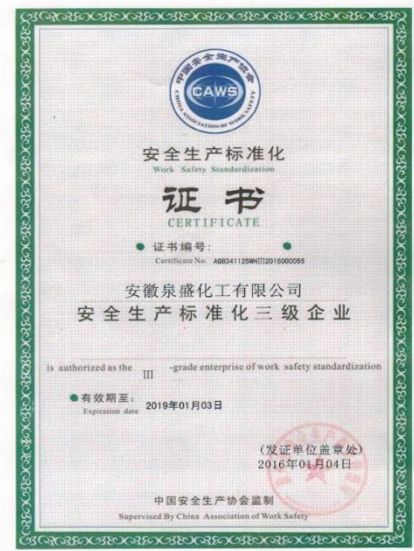 中国安全生产协会
CAWS
CHINA ASSOCIATION OF WORK SAFETY
安全生产标准化
Work Safety Standardization
证书
CERTIFICATE
证书编号:
Certificate No. AQB341125WHIII2016000055
安徽泉盛化工有限公司
安全生产标准化三级企业
is authorized as the III -grade enterprise of work safety standardization
有效期至: 2019年01月03日
Expiration date
(发证单位盖章处)
2016年01月04日
中国安全生产协会监制
Supervised By China Association of Work Safety